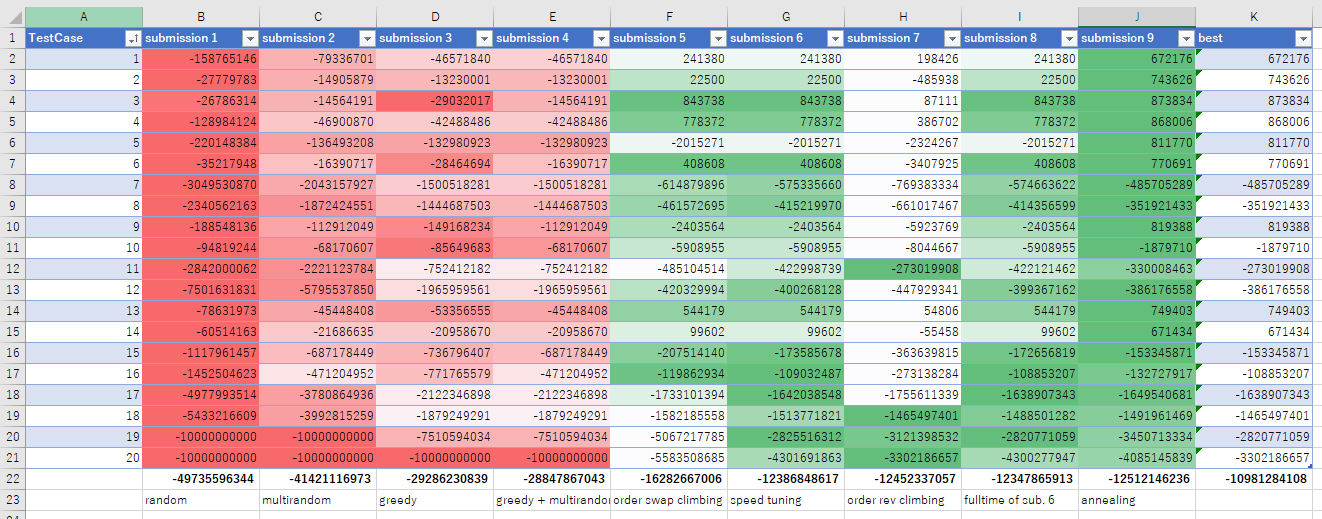 A B C D E F G H I J K
1 TestCase submission 1 submission 2 submission 3 submission 4 submission 5 submission 6 submission 7 submission 8 submission 9 best
2 1 -158765146 -79336701 -46571840 -46571840 241380 241380 198426 241380 672176 672176
3 2 -27779783 -14905879 -13230001 -13230001 22500 22500 -485938 22500 743626 743626
4 3 -26786314 -14564191 -29032017 -14564191 843738 843738 87111 843738 873834 873834
5 4 -128984124 -46900870 -42488486 -42488486 778372 778372 386702 778372 868006 868006
6 5 -220148384 -136493208 -132980923 -132980923 -2015271 -2015271 -2324267 -2015271 811770 811770
7 6 -35217948 -16390717 -28464694 -16390717 408608 408608 -3407925 408608 770691 770691
8 7 -3049530870 -2043157927 -1500518281 -1500518281 -614879896 -575335660 -769383334 -574663622 -485705289 -485705289
9 8 -2340562163 -1872424551 -1444687503 -1444687503 -461572695 -415219970 -661017467 -414356599 -351921433 -351921433
10 9 -188548136 -112912049 -149168234 -112912049 -2403564 -2403564 -5923769 -2403564 819388 819388
11 10 -94819244 -68170607 -85649683 -68170607 -5908955 -5908955 -8044667 -5908955 -1879710 -1879710
12 11 -2842000062 -2221123784 -752412182 -752412182 -485104514 -422998739 -273019908 -422121462 -330008463 -273019908
13 12 -7501631831 -5795537850 -1965959561 -1965959561 -420329994 -400268128 -447929341 -399367162 -386176558 -386176558
14 13 -78631973 -45448408 -53356555 -45448408 544179 544179 54806 544179 749403 749403
15 14 -60514163 -21686635 -20958670 -20958670 99602 99602 -55458 99602 671434 671434
16 15 -1117961457 -687178449 -736796407 -687178449 -207514140 -173585678 -363639815 -172656819 -153345871 -153345871
17 16 -1452504623 -471204952 -771765579 -471204952 -119862934 -109032487 -273138284 -108853207 -132727917 -108853207
18 17 -4977993514 -3780864936 -2122346898 -2122346898 -1733101394 -1642038548 -1755611339 -1638907343 -1649540681 -1638907343
19 18 -5433216609 -3992815259 -1879249291 -1879249291 -1582185558 -1513771821 -1465497401 -1488501282 -1491961469 -1465497401
20 19 -10000000000 -10000000000 -7510594034 -7510594034 -5067217785 -2825516312 -3121398532 -2820771059 -3450713334 -2820771059
21 20 -10000000000 -10000000000 -10000000000 -10000000000 -5583508685 -4301691863 -3302186657 -4300277947 -4085145839 -3302186657
22 -49735596344 -41421116973 -29286230839 -28847867043 -16282667006 -12386848617 -12452337057 -12347865913 -12512146236 -10981284108
23 random multirandom greedy greedy + multirandor order swap climbing speed tuning order rev climbing fulltime of sub. 6 annealing